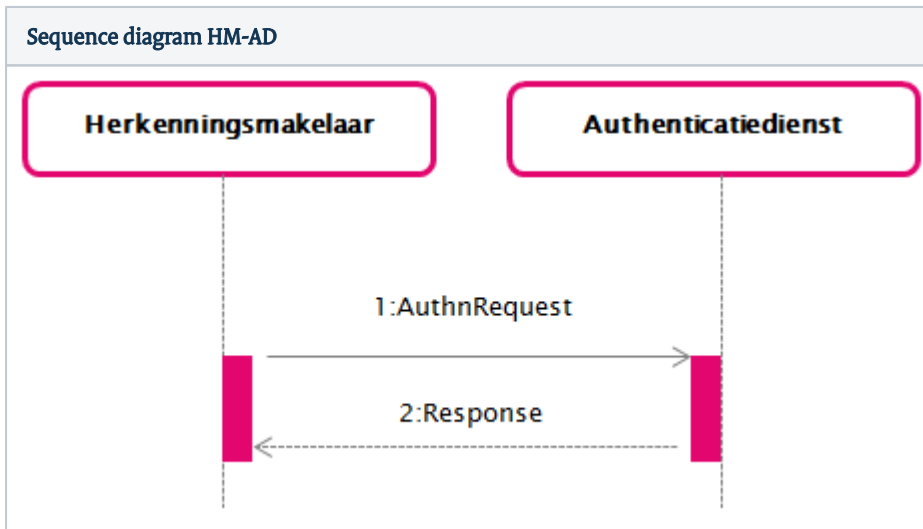 Sequence diagram HM-AD
Herkenningsmakelaar
Authenticatiedienst
1:AuthnRequest
2:Response